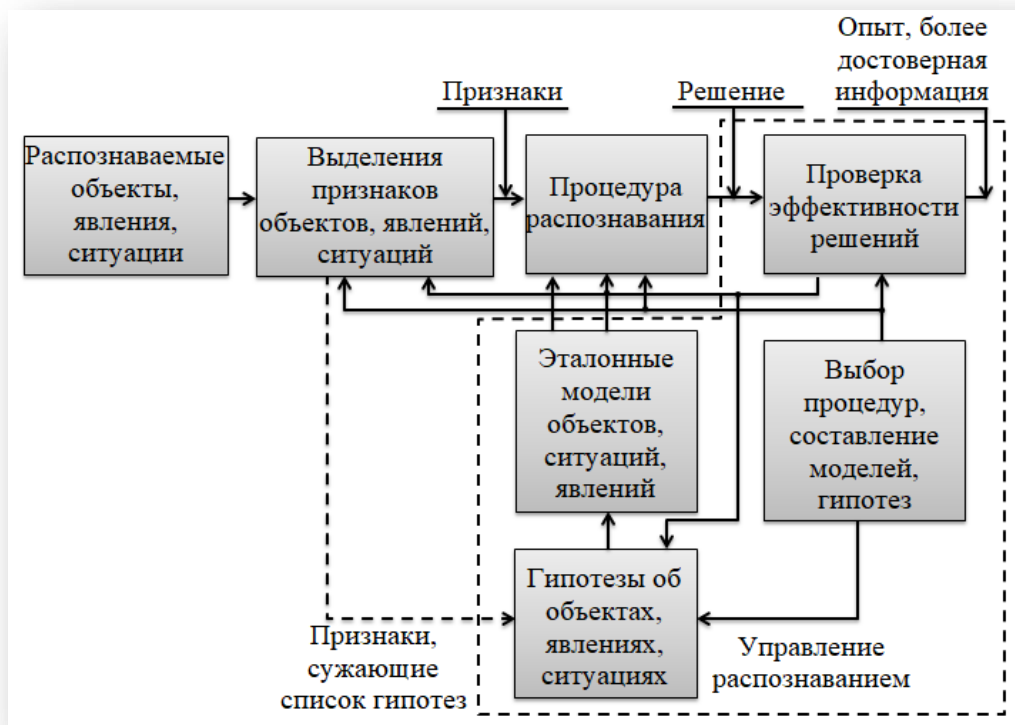 Опыт, более
достоверная
информация
Признаки
Решение
Распознаваемые
объекты,
явления,
ситуации
Выделения
признаков
объектов, явлений,
ситуаций
Процедура
распознавания
Проверка
эффективности
решений
Эталонные
модели
объектов,
ситуаций,
явлений
Выбор
процедур,
составление
моделей,
гипотез
Гипотезы об
объектах,
явлениях,
ситуациях
Признаки,
сужающие
список гипотез
Управление
распознаванием